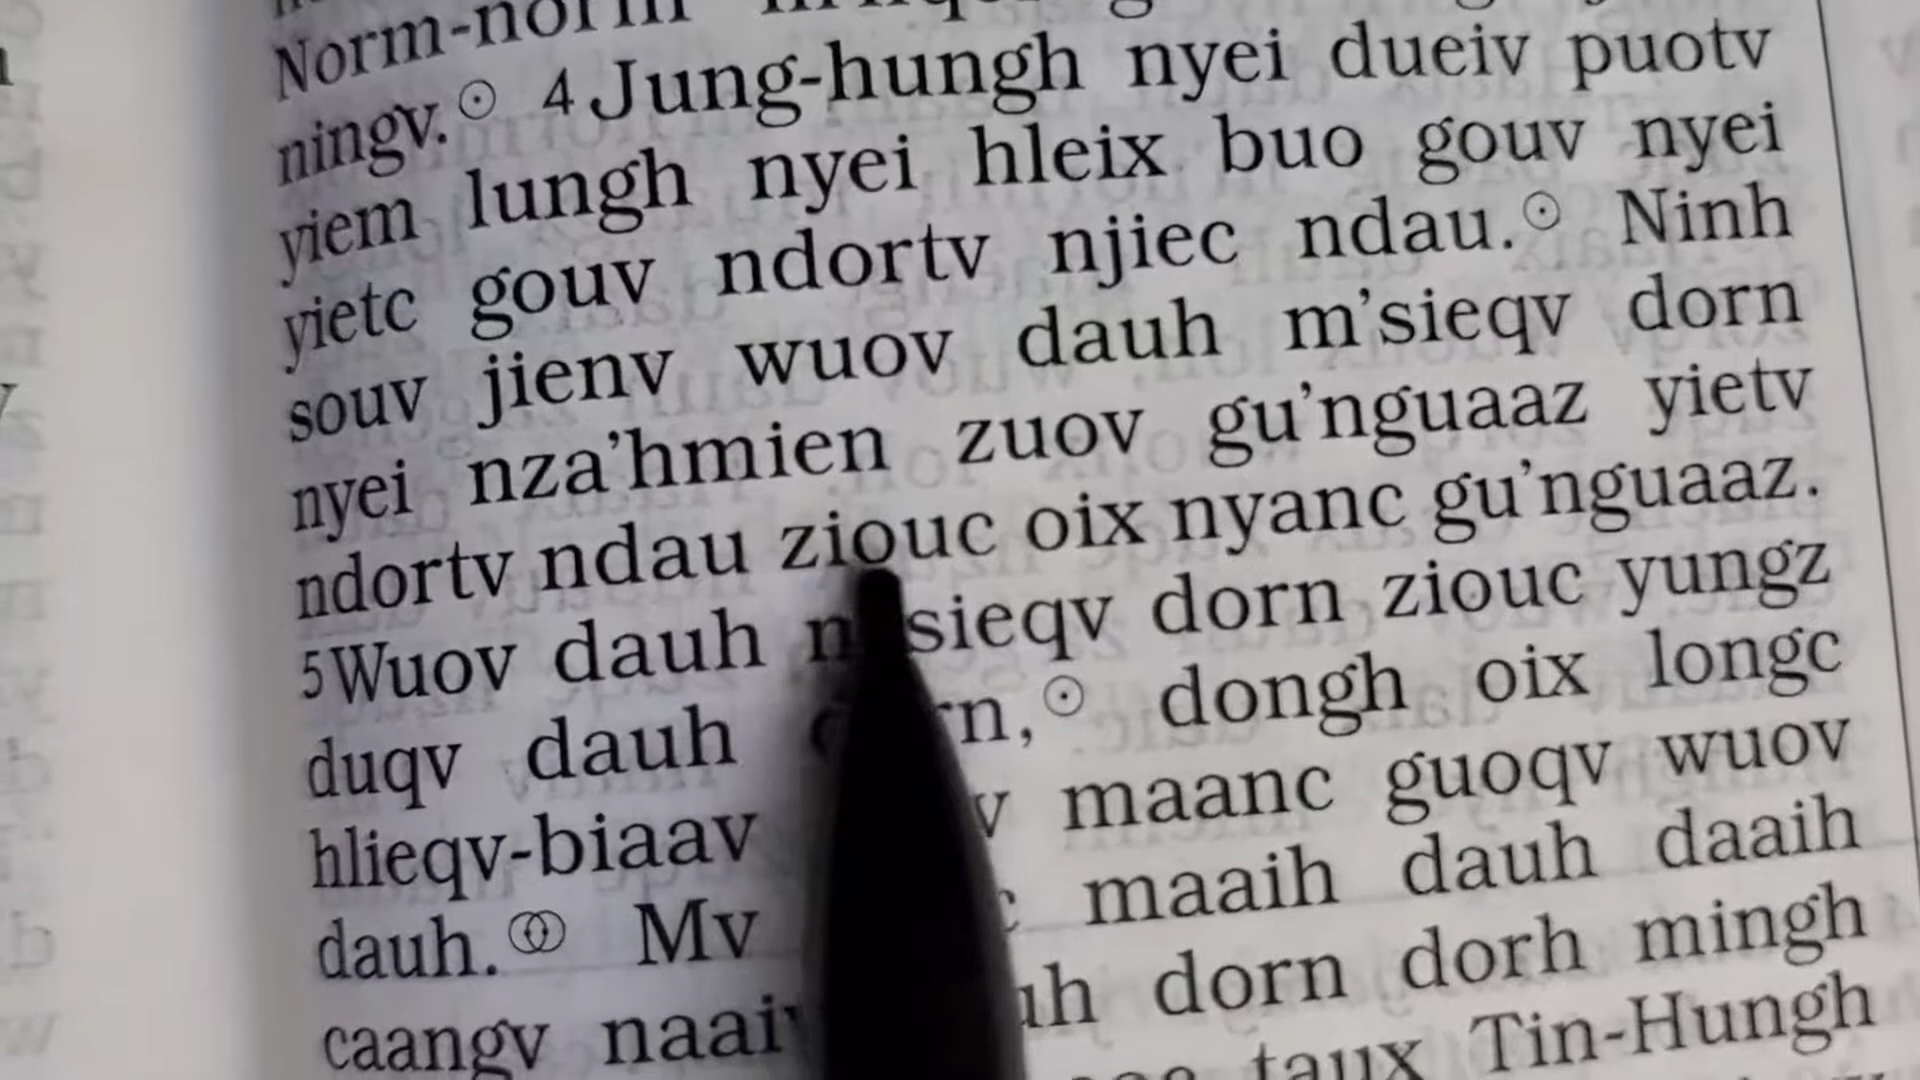 Norm-norm
ningv.☉ 4 Jung-hungh nyei dueiv puotv
yiem lungh nyei hleix buo gouv nyei
yietc gouv ndortv njiec ndau.☉ Ninh
souv jienv wuov dauh m’sieqv dorn
nyei nza’hmien zuov gu’nguaaz yietv
ndortv ndau ziouc oix nyanc gu’nguaaz.
5 Wuov dauh sieqv dorn ziouc yungz
duqv dauh dongh oix longc
hlieqv-biaav maanc guoqv wuov
dauh. Mv maaih dauh daaih
caangv dorn dorh mingh
taux Tin-Hungh